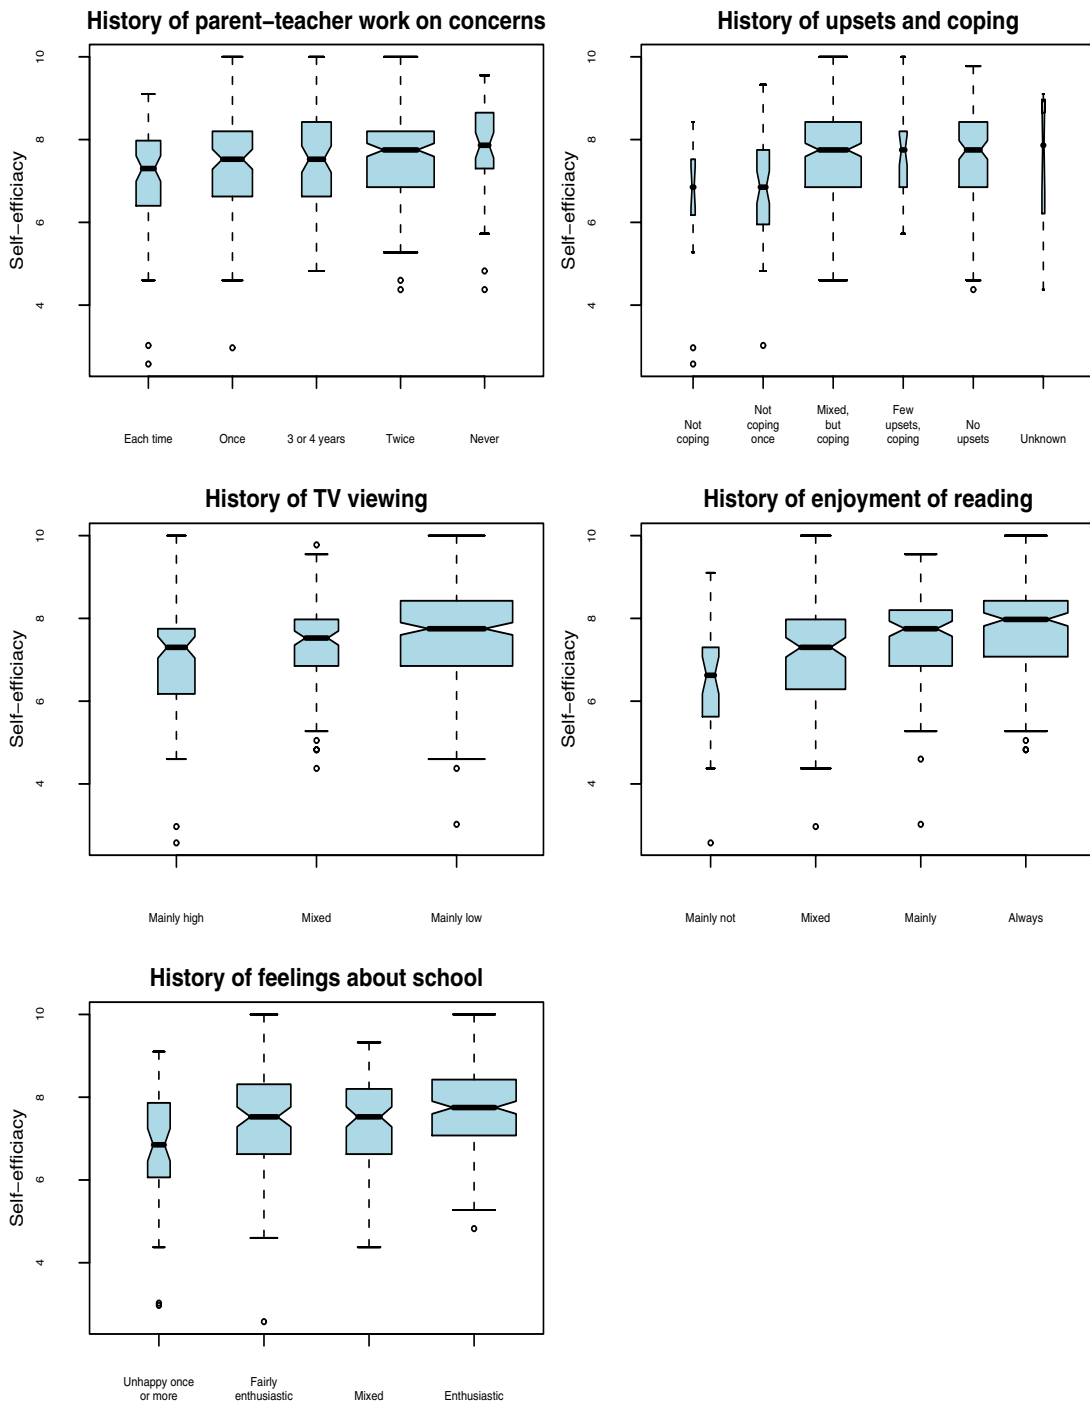 History of parent–teacher work on concerns
Self–efficiacy
10
8
6
4
Each time
Once
3 or 4 years
Twice
Never
History of upsets and coping
Self–efficiacy
10
8
6
4
Not
coping
Not
coping
once
Mixed,
but
coping
Few
upsets,
coping
No
upsets
Unknown
History of TV viewing
Self–efficiacy
10
8
6
4
Mainly high
Mixed
Mainly low
History of enjoyment of reading
Self–efficiacy
10
8
6
4
Mainly not
Mixed
Mainly
Always
History of feelings about school
Self–efficiacy
10
8
6
4
Unhappy once
or more
Fairly
enthusiastic
Mixed
Enthusiastic